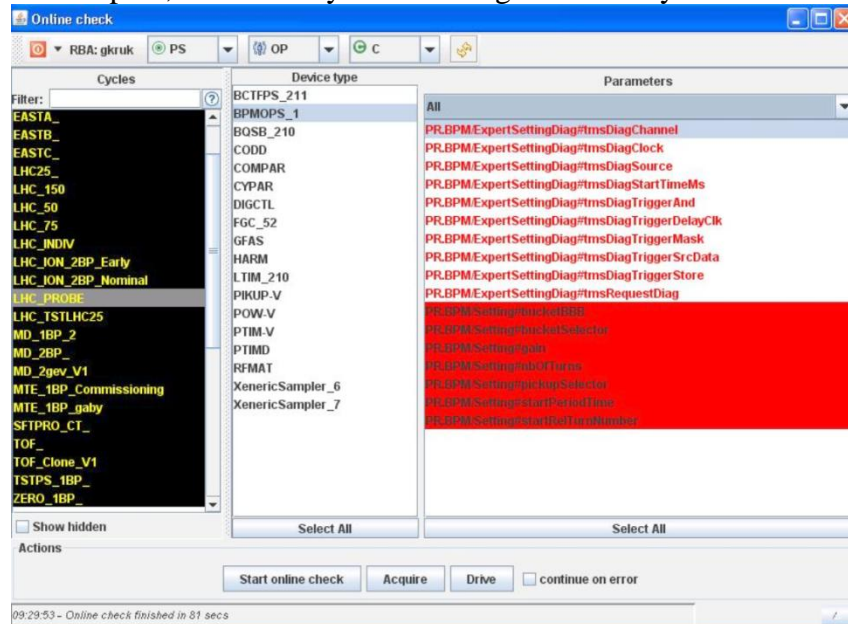 Online check
RBA: gkruk PS OP C
Cycles
Filter:
EASTA_
EASTB_
EASTC_
LHC25_
LHC_150
LHC_50
LHC_75
LHC_INDIV
LHC_ION_2BP_Early
LHC_ION_2BP_Nominal
LHC_PROBE
LHC_TSTLHC25
MD_1BP_2
MD_2BP_
MD_2gev_V1
MTE_1BP_Commissioning
MTE_1BP_gaby
SFTPRO_CT_
TOF_
TOF_Clone_V1
TSTPS_1BP_
ZERO_1BP_
Show hidden
Device type
BCTFPS_211
BPMOPS_1
BQSB_210
CODD
COMPAR
CYPAR
DIGCTL
FGC_52
GFAS
HARM
LTIM_210
PIKUP-V
POW-V
PTIM-V
PTIMD
RFMAT
XenericSampler_6
XenericSampler_7
Select All
Parameters
All
PR.BPM/ExpertSettingDiag#tmsDiagChannel
PR.BPM/ExpertSettingDiag#tmsDiagClock
PR.BPM/ExpertSettingDiag#tmsDiagSource
PR.BPM/ExpertSettingDiag#tmsDiagStartTimeMs
PR.BPM/ExpertSettingDiag#tmsDiagTriggerAnd
PR.BPM/ExpertSettingDiag#tmsDiagTriggerDelayClk
PR.BPM/ExpertSettingDiag#tmsDiagTriggerMask
PR.BPM/ExpertSettingDiag#tmsDiagTriggerSrcData
PR.BPM/ExpertSettingDiag#tmsDiagTriggerStore
PR.BPM/ExpertSettingDiag#tmsRequestDiag
PR.BPM/Setting#bucketBBB
PR.BPM/Setting#bucketSelector
PR.BPM/Setting#gain
PR.BPM/Setting#nbOfTurns
PR.BPM/Setting#pickupSelector
PR.BPM/Setting#startPeriodTime
PR.BPM/Setting#startRefTurnNumber
Select All
Actions
Start online check Acquire Drive continue on error
09:29:53 - Online check finished in 81 secs